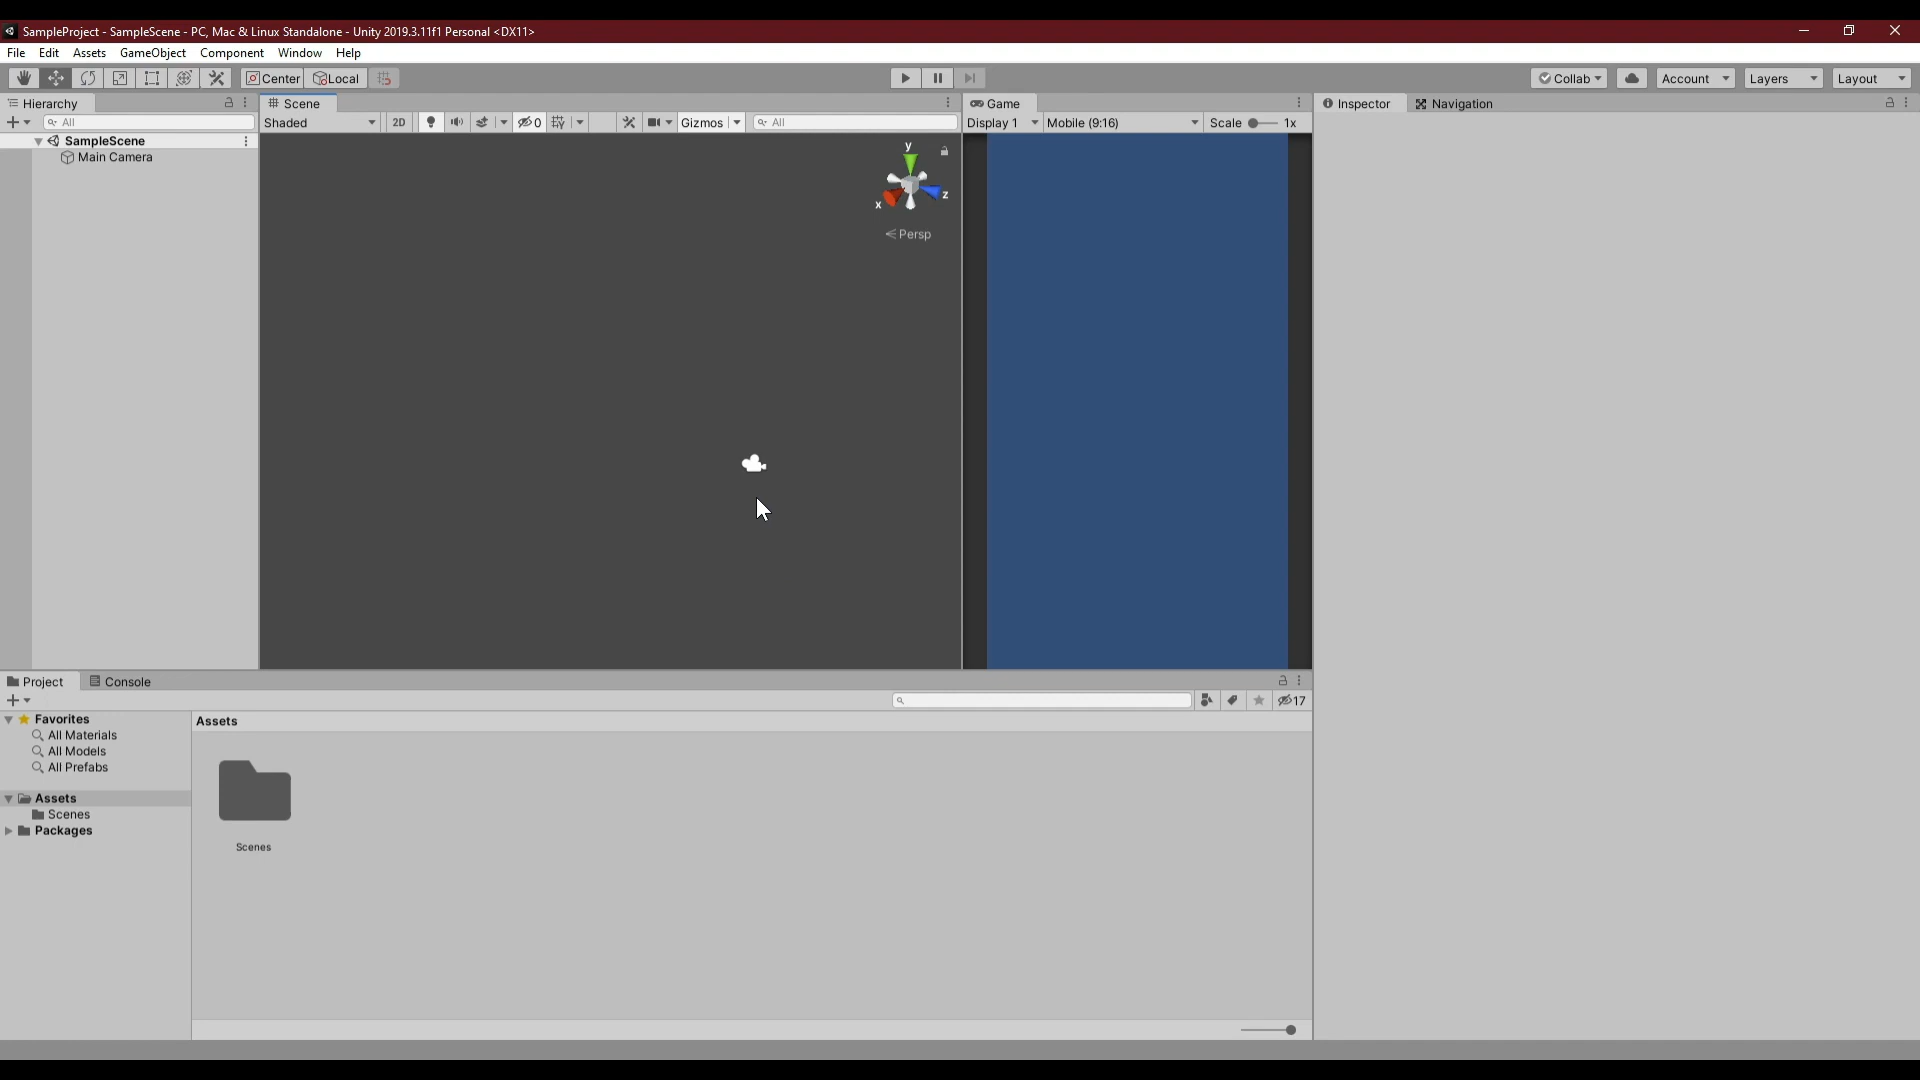 SampleProject - SampleScene - PC, Mac & Linux Standalone - Unity 2019.3.11f1 Personal <DX11>
File Edit Assets GameObject Component Window Help
Center Local Collab Account Layers Layout
Hierarchy Scene Game Inspector Navigation
All Shaded 2D 0 Gizmos All Display 1 Mobile (9:16) Scale 1x
SampleScene
Main Camera
y
x z
Persp
Project Console
17
Favorites Assets
All Materials
All Models
All Prefabs
Assets
Scenes
Packages
Scenes